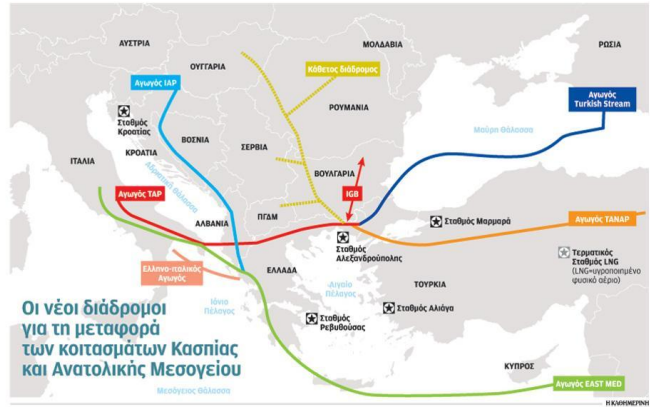 ΑΥΣΤΡΙΑ
ΜΟΛΔΑΒΙΑ
ΡΩΣΙΑ
ΟΥΓΓΑΡΙΑ
Κάθετος διάδρομος
Αγωγός IAP
Αγωγός
Turkish Stream
ΡΟΥΜΑΝΙΑ
Σταθμός
Κροατίας
Μαύρη Θάλασσα
ΒΟΣΝΙΑ
ΣΕΡΒΙΑ
ΚΡΟΑΤΙΑ
ΙΤΑΛΙΑ
Αδριατική Θάλασσα
ΒΟΥΛΓΑΡΙΑ
Αγωγός TAP
IGB
ΑΛΒΑΝΙΑ
ΠΓΔΜ
Σταθμός Μαρμαρά
Αγωγός TANAP
Σταθμός
Αλεξανδρούπολης
Τερματικός
Σταθμός LNG
(LNG=υγροποιημένο
φυσικό αέριο)
Ελληνο-ιταλικός
Αγωγός
ΕΛΛΑΔΑ
Αιγαίο
Πέλαγος
ΤΟΥΡΚΙΑ
Ιόνιο
Πέλαγος
Σταθμός Αλιάγα
Σταθμός
Ρεβυθούσας
Οι νέοι διάδρομοι
για τη μεταφορά
των κοιτασμάτων Κασπίας
και Ανατολικής Μεσογείου
ΚΥΠΡΟΣ
Αγωγός EAST MED
Μεσόγειος Θάλασσα
Η ΚΑΘΗΜΕΡΙΝΗ